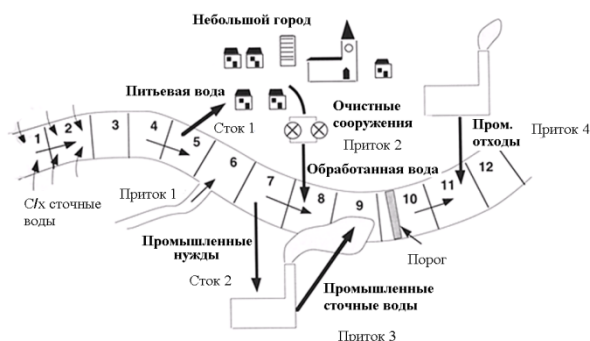 Небольшой город
Питьевая вода
Сток 1
Очистные
сооружения
Приток 2
Пром.
отходы
Приток 4
1
2
3
4
5
6
7
8
9
10
11
12
Обработанная вода
С/х сточные
воды
Приток 1
Промышленные
нужды
Сток 2
Порог
Промышленные
сточные воды
Приток 3